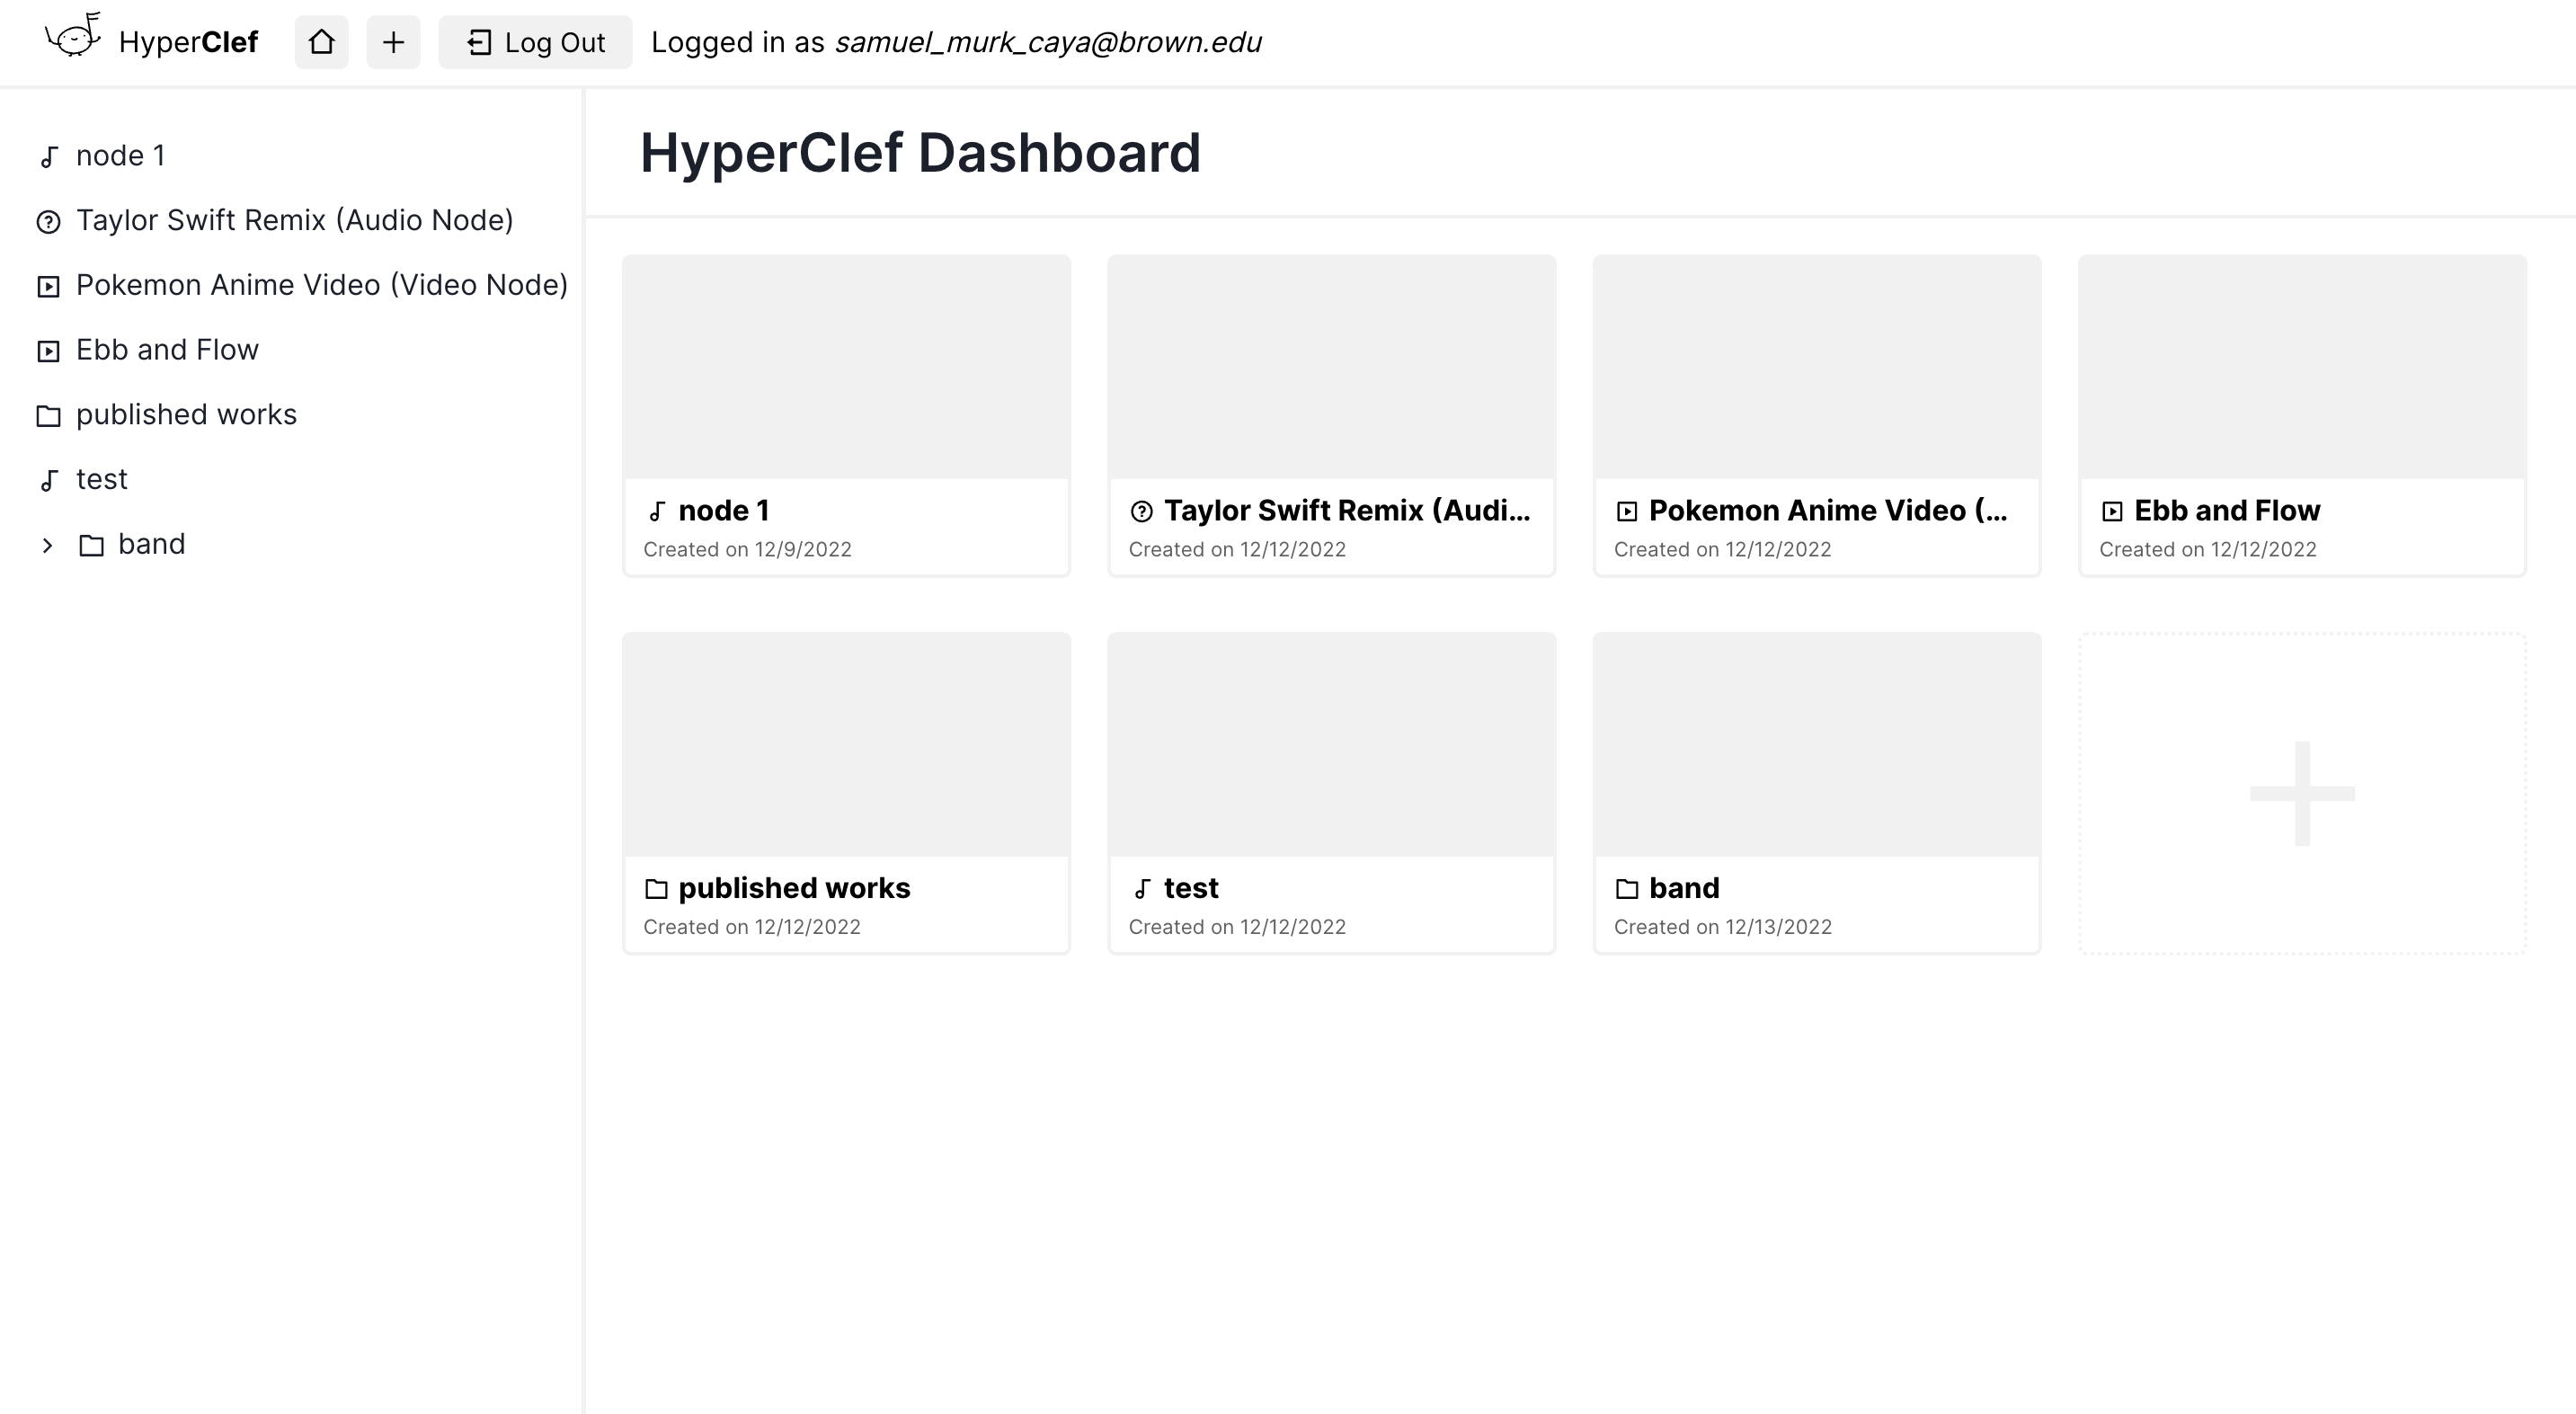 HyperClef
Log Out
Logged in as samuel_murk_caya@brown.edu
node 1
Taylor Swift Remix (Audio Node)
Pokemon Anime Video (Video Node)
Ebb and Flow
published works
test
band
HyperClef Dashboard
node 1
Created on 12/9/2022
Taylor Swift Remix (Audi...
Created on 12/12/2022
Pokemon Anime Video (...
Created on 12/12/2022
Ebb and Flow
Created on 12/12/2022
published works
Created on 12/12/2022
test
Created on 12/12/2022
band
Created on 12/13/2022